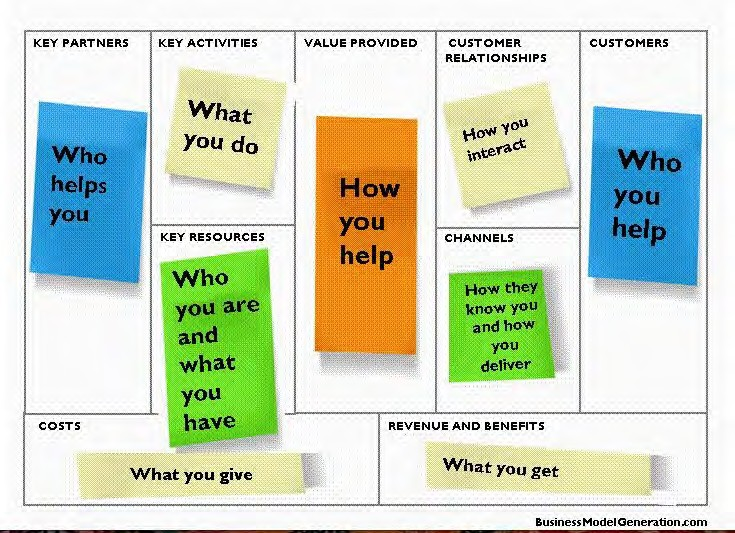 KEY PARTNERS
Who
helps
you
KEY ACTIVITIES
What
you do
KEY RESOURCES
Who
you are
and
what
you
have
VALUE PROVIDED
How
you
help
CUSTOMER
RELATIONSHIPS
How you
interact
CHANNELS
How they
know you
and how
you
deliver
CUSTOMERS
Who
you
help
COSTS
What you give
REVENUE AND BENEFITS
What you get
BusinessModelGeneration.com